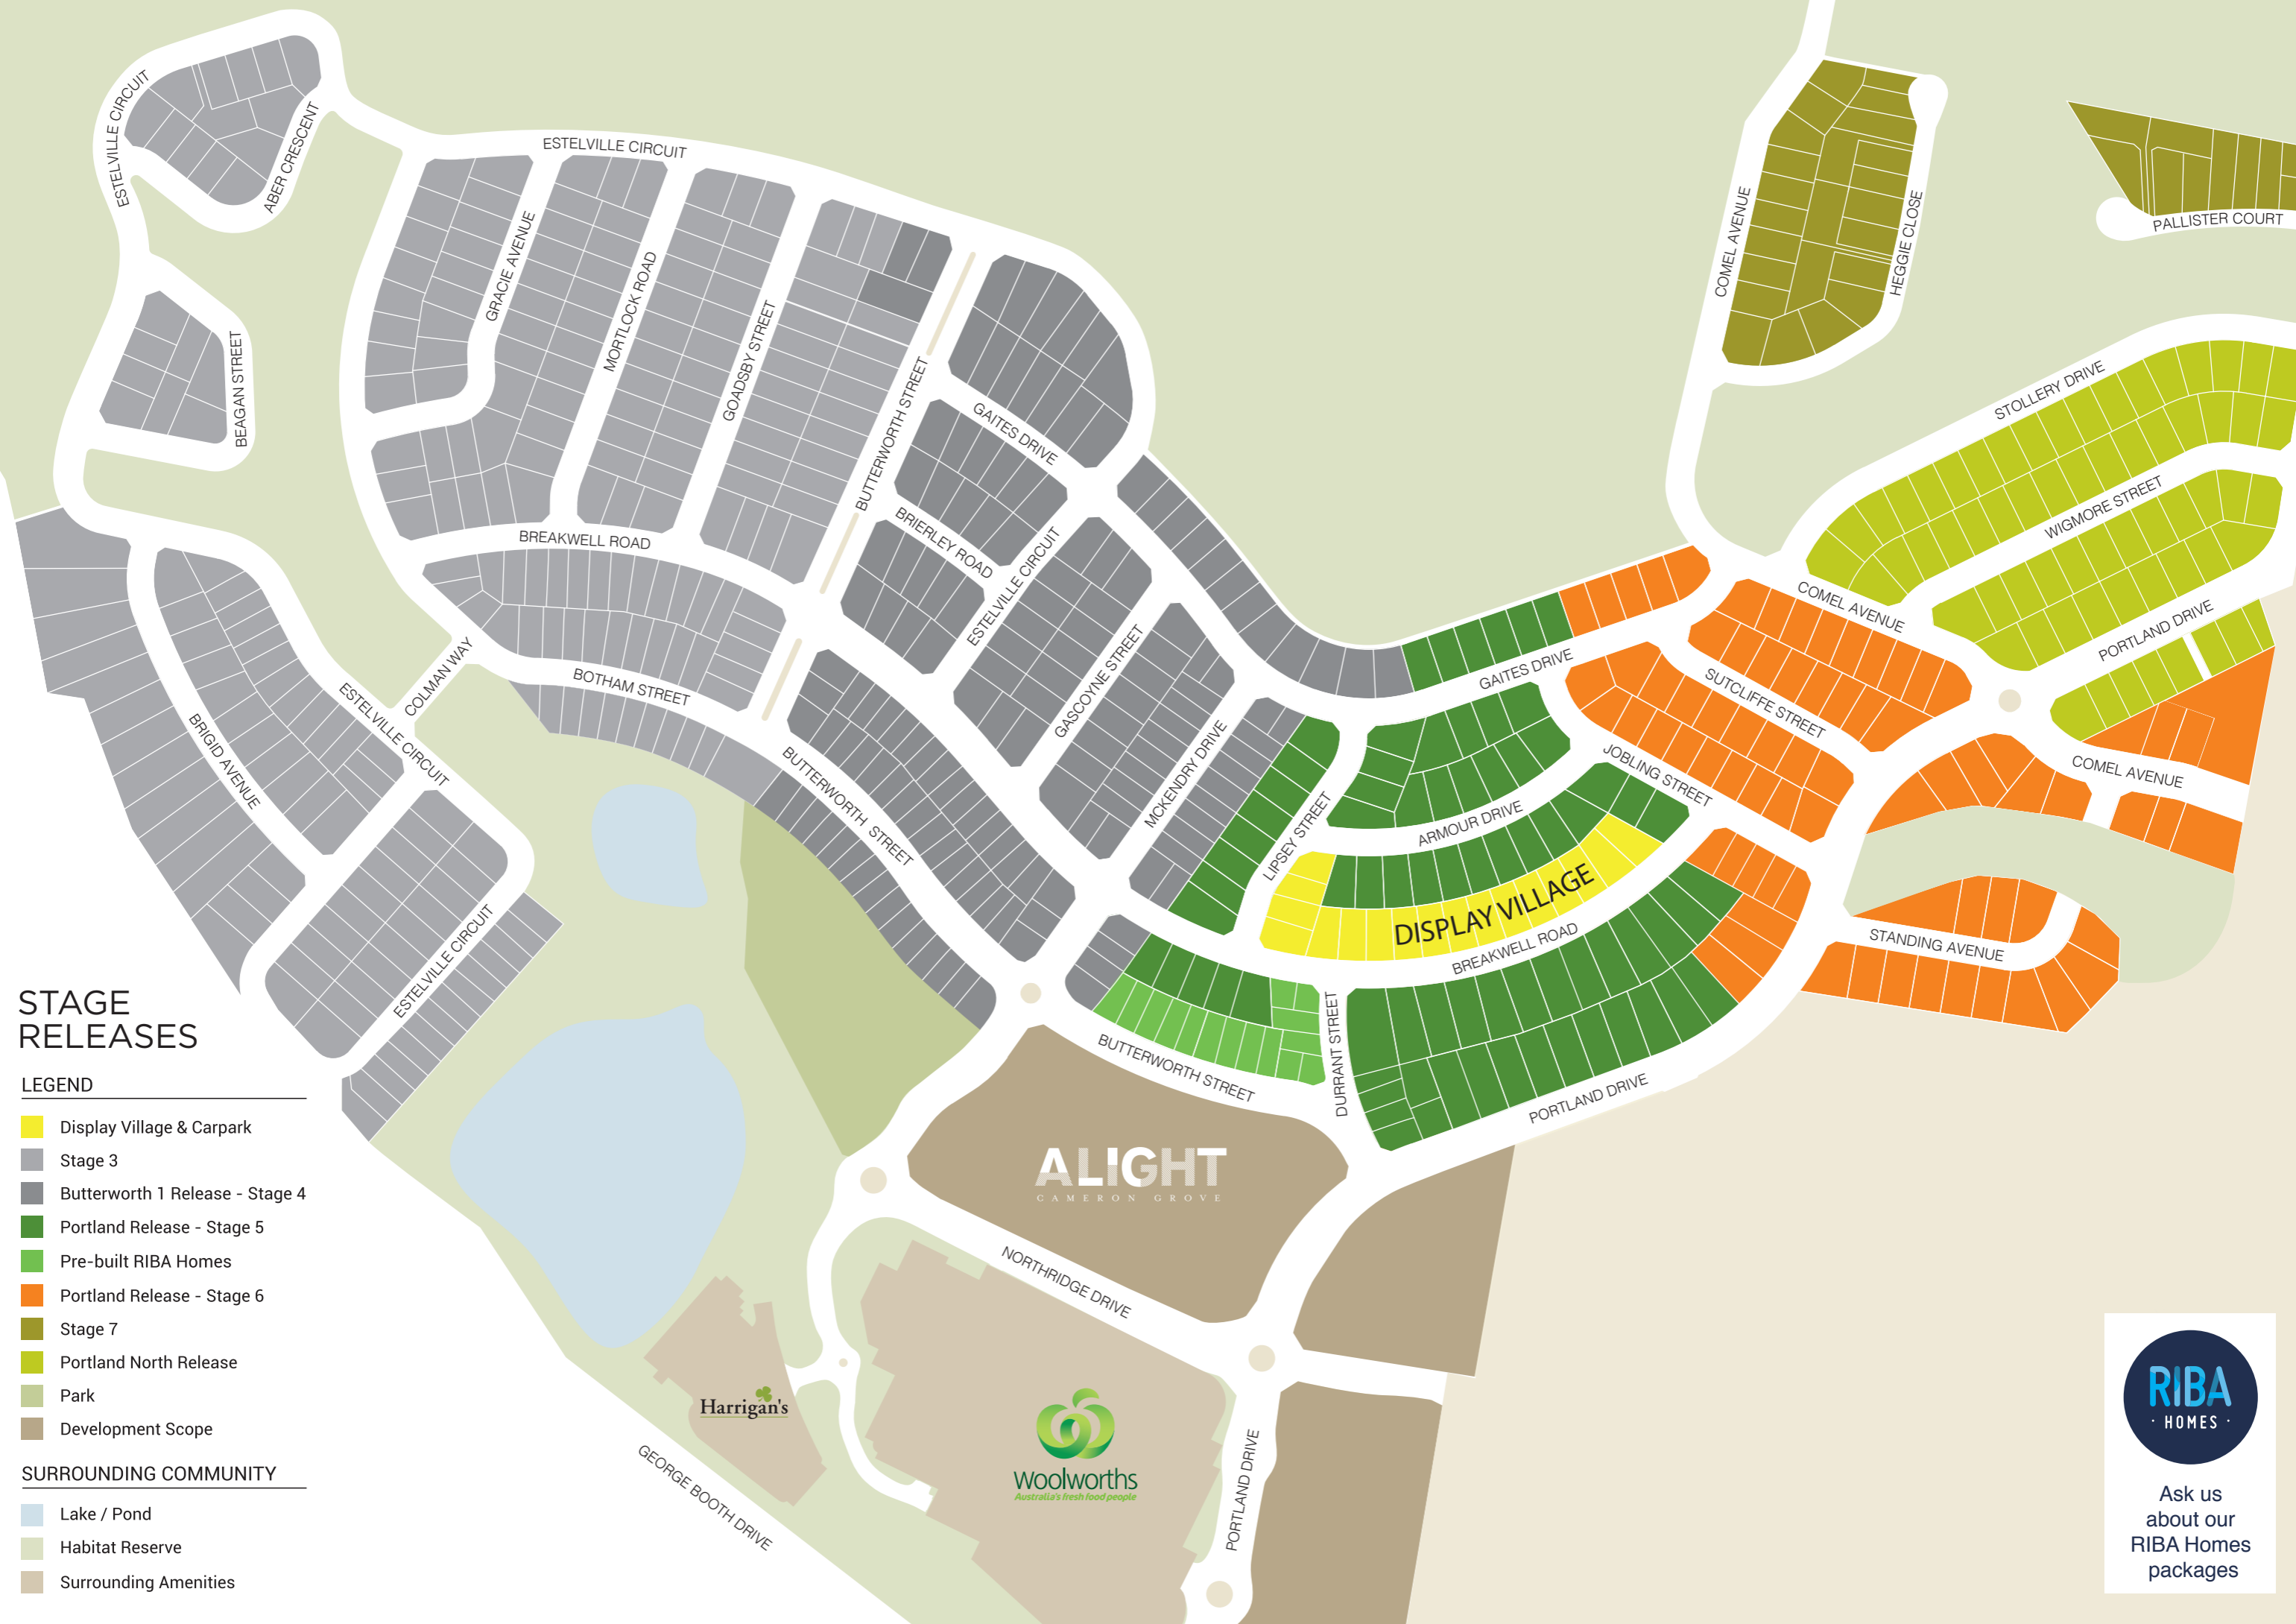 ESTELVILLE CIRCUIT
ABER CRESCENT
ESTELVILLE CIRCUIT
GRACIE AVENUE
MORTLOCK ROAD
GOADSBY STREET
BUTTERWORTH STREET
BEAGAN STREET
GAITES DRIVE
BRIERLEY ROAD
BREAKWELL ROAD
ESTELVILLE CIRCUIT
COLMAN WAY
BOTHAM STREET
GASCOYNE STREET
MCKENDRY DRIVE
BRIGID AVENUE
ESTELVILLE CIRCUIT
BUTTERWORTH STREET
ESTELVILLE CIRCUIT
COMEL AVENUE
HEGGIE CLOSE
PALLISTER COURT
STOLLERY DRIVE
WIGMORE STREET
COMEL AVENUE
PORTLAND DRIVE
GAITES DRIVE
SUTCLIFFE STREET
JOBLING STREET
COMEL AVENUE
LIPSEY STREET
ARMOUR DRIVE
DISPLAY VILLAGE
BREAKWELL ROAD
STANDING AVENUE
BUTTERWORTH STREET
DURRANT STREET
PORTLAND DRIVE
ALIGHT
CAMERON GROVE
NORTHRIDGE DRIVE
Harrigan's
Woolworths
Australia's fresh food people
GEORGE BOOTH DRIVE
PORTLAND DRIVE
STAGE
RELEASES
LEGEND
Display Village & Carpark
Stage 3
Butterworth 1 Release - Stage 4
Portland Release - Stage 5
Pre-built RIBA Homes
Portland Release - Stage 6
Stage 7
Portland North Release
Park
Development Scope
SURROUNDING COMMUNITY
Lake / Pond
Habitat Reserve
Surrounding Amenities
RIBA
· HOMES ·
Ask us
about our
RIBA Homes
packages